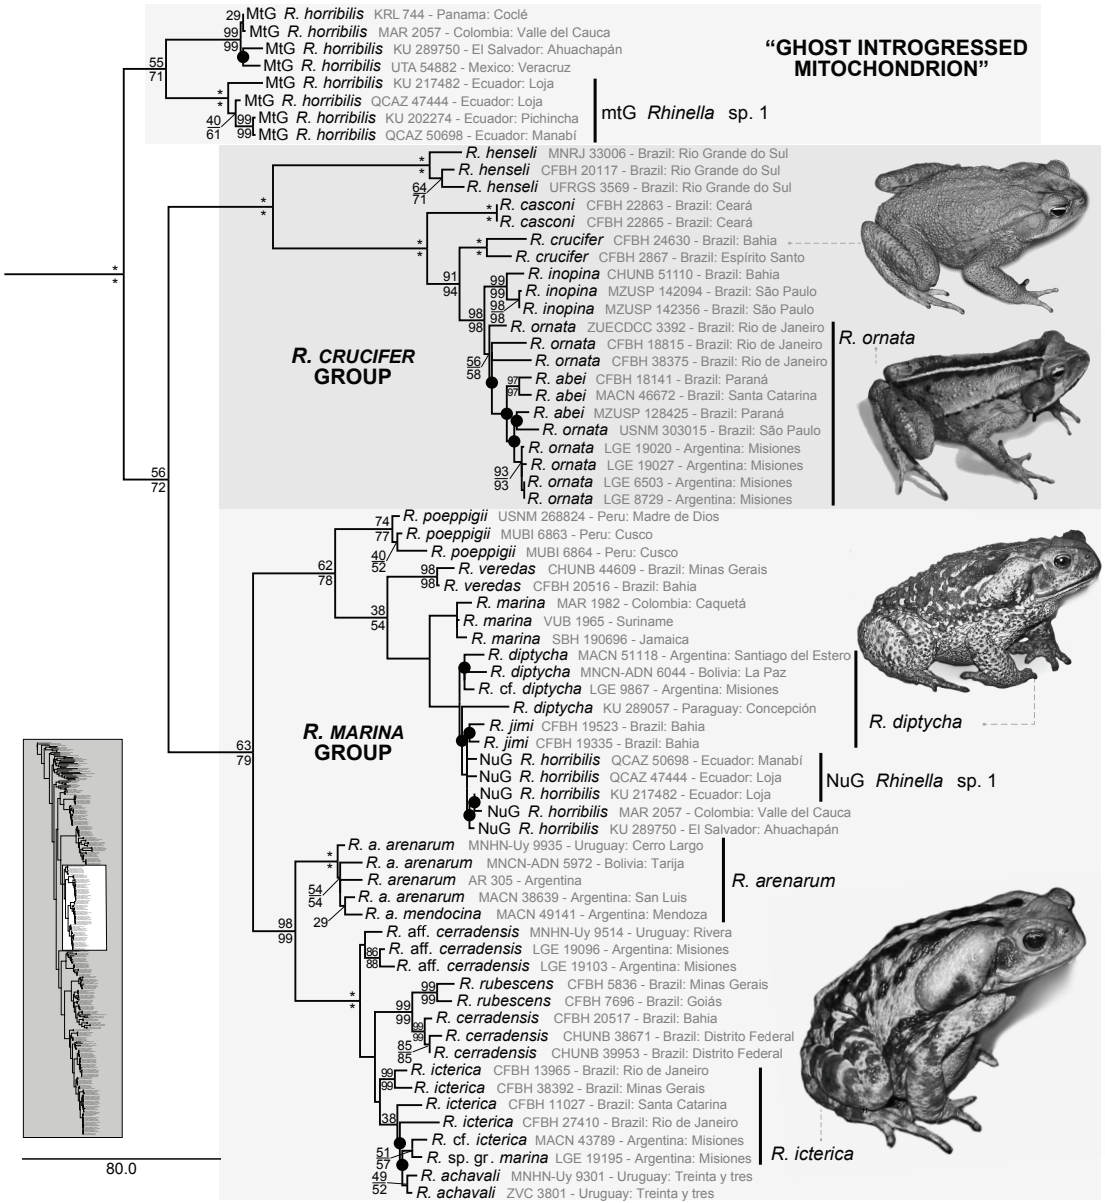 29 MtG R. horribilis KRL 744 - Panama: Coclé
99 MtG R. horribilis MAR 2057 - Colombia: Valle del Cauca
99 MtG R. horribilis KU 289750 - El Salvador: Ahuachapán
MtG R. horribilis UTA 54882 - Mexico: Veracruz
"GHOST INTROGRESSED
MITOCHONDRION"
55
71
MtG R. horribilis KU 217482 - Ecuador: Loja
* MtG R. horribilis QCAZ 47444 - Ecuador: Loja
* MtG R. horribilis KU 202274 - Ecuador: Pichincha
MtG R. horribilis QCAZ 50698 - Ecuador: Manabí
40
61
99
99
mtG Rhinella sp. 1
R. henseli MNRJ 33006 - Brazil: Rio Grande do Sul
* R. henseli CFBH 20117 - Brazil: Rio Grande do Sul
* R. henseli UFRGS 3569 - Brazil: Rio Grande do Sul
64
71
*
*
* R. casconi CFBH 22863 - Brazil: Ceará
* R. casconi CFBH 22865 - Brazil: Ceará
*
*
* R. crucifer CFBH 24630 - Brazil: Bahia
* R. crucifer CFBH 2867 - Brazil: Espírito Santo
*
*
91
94
99 R. inopina CHUNB 51110 - Brazil: Bahia
99 R. inopina MZUSP 142094 - Brazil: São Paulo
98 R. inopina MZUSP 142356 - Brazil: São Paulo
98
98
98
R. ornata ZUECDCC 3392 - Brazil: Rio de Janeiro
R. ornata CFBH 18815 - Brazil: Rio de Janeiro
R. ornata CFBH 38375 - Brazil: Rio de Janeiro
R. ornata
56
58
R. CRUCIFER
GROUP
97 R. abei CFBH 18141 - Brazil: Paraná
97 R. abei MACN 46672 - Brazil: Santa Catarina
R. abei MZUSP 128425 - Brazil: Paraná
R. ornata USNM 303015 - Brazil: São Paulo
R. ornata LGE 19020 - Argentina: Misiones
R. ornata LGE 19027 - Argentina: Misiones
R. ornata LGE 6503 - Argentina: Misiones
R. ornata LGE 8729 - Argentina: Misiones
93
93
56
72
74 R. poeppigii USNM 268824 - Peru: Madre de Dios
77 R. poeppigii MUBI 6863 - Peru: Cusco
R. poeppigii MUBI 6864 - Peru: Cusco
40
52
62
78
98 R. veredas CHUNB 44609 - Brazil: Minas Gerais
98 R. veredas CFBH 20516 - Brazil: Bahia
38
54
R. marina MAR 1982 - Colombia: Caquetá
R. marina VUB 1965 - Suriname
R. marina SBH 190696 - Jamaica
R. diptycha MACN 51118 - Argentina: Santiago del Estero
R. diptycha MNCN-ADN 6044 - Bolivia: La Paz
R. cf. diptycha LGE 9867 - Argentina: Misiones
R. diptycha KU 289057 - Paraguay: Concepción
R. jimi CFBH 19523 - Brazil: Bahia
R. jimi CFBH 19335 - Brazil: Bahia
R. diptycha
R. MARINA
GROUP
63
79
NuG R. horribilis QCAZ 50698 - Ecuador: Manabí
NuG R. horribilis QCAZ 47444 - Ecuador: Loja
NuG R. horribilis KU 217482 - Ecuador: Loja
NuG Rhinella sp. 1
NuG R. horribilis MAR 2057 - Colombia: Valle del Cauca
NuG R. horribilis KU 289750 - El Salvador: Ahuachapán
* R. a. arenarum MNHN-Uy 9935 - Uruguay: Cerro Largo
* R. a. arenarum MNCN-ADN 5972 - Bolivia: Tarija
R. arenarum AR 305 - Argentina
R. a. arenarum MACN 38639 - Argentina: San Luis
R. a. mendocina MACN 49141 - Argentina: Mendoza
54
54
29
R. arenarum
98
99
R. aff. cerradensis MNHN-Uy 9514 - Uruguay: Rivera
86 R. aff. cerradensis LGE 19096 - Argentina: Misiones
88 R. aff. cerradensis LGE 19103 - Argentina: Misiones
*
*
99 R. rubescens CFBH 5836 - Brazil: Minas Gerais
99 R. rubescens CFBH 7696 - Brazil: Goiás
99
99
R. cerradensis CFBH 20517 - Brazil: Bahia
99 R. cerradensis CHUNB 38671 - Brazil: Distrito Federal
99
85 R. cerradensis CHUNB 39953 - Brazil: Distrito Federal
85
99 R. icterica CFBH 13965 - Brazil: Rio de Janeiro
99 R. icterica CFBH 38392 - Brazil: Minas Gerais
R. icterica CFBH 11027 - Brazil: Santa Catarina
38 R. icterica CFBH 27410 - Brazil: Rio de Janeiro
R. cf. icterica MACN 43789 - Argentina: Misiones
51 R. sp. gr. marina LGE 19195 - Argentina: Misiones
57
R. icterica
49 R. achavali MNHN-Uy 9301 - Uruguay: Treinta y tres
52 R. achavali ZVC 3801 - Uruguay: Treinta y tres
80.0